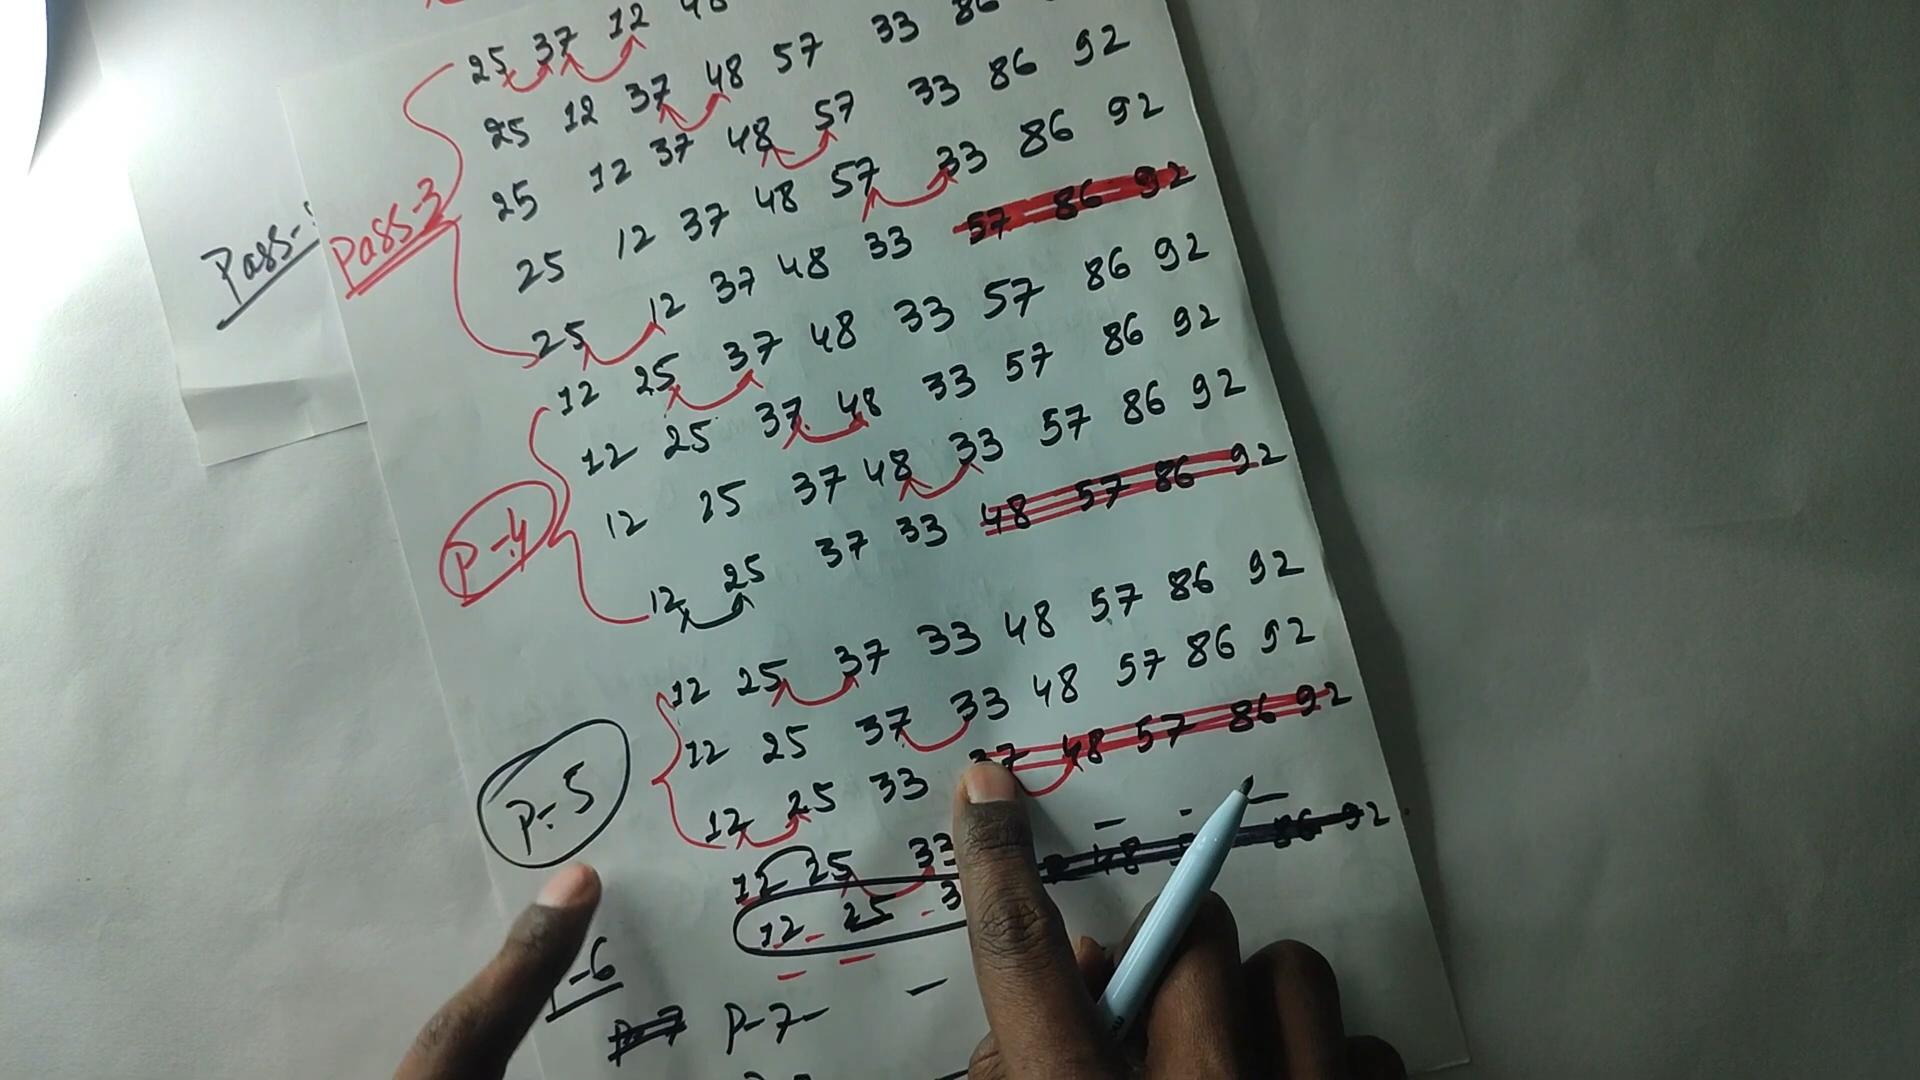 25 37 12 48
25 12 37 48 57 33 86
25 12 37 48 57 33 86 92
25 12 37 48 57 33 86 92
Pass-3
Pass-
25 12 37 48 33 57 86 92
12 25 37 48 33 57 86 92
12 25 37 48 33 57 86 92
12 25 37 48 33 57 86 92
P-4
12 25 37 33 48 57 86 92
12 25 37 33 48 57 86 92
12 25 37 33 48 57 86 92
P-5
12 25 33 37 48 57 86 92
12 25 33 48 86 92
12 25 3
-6
P-7 P-7-